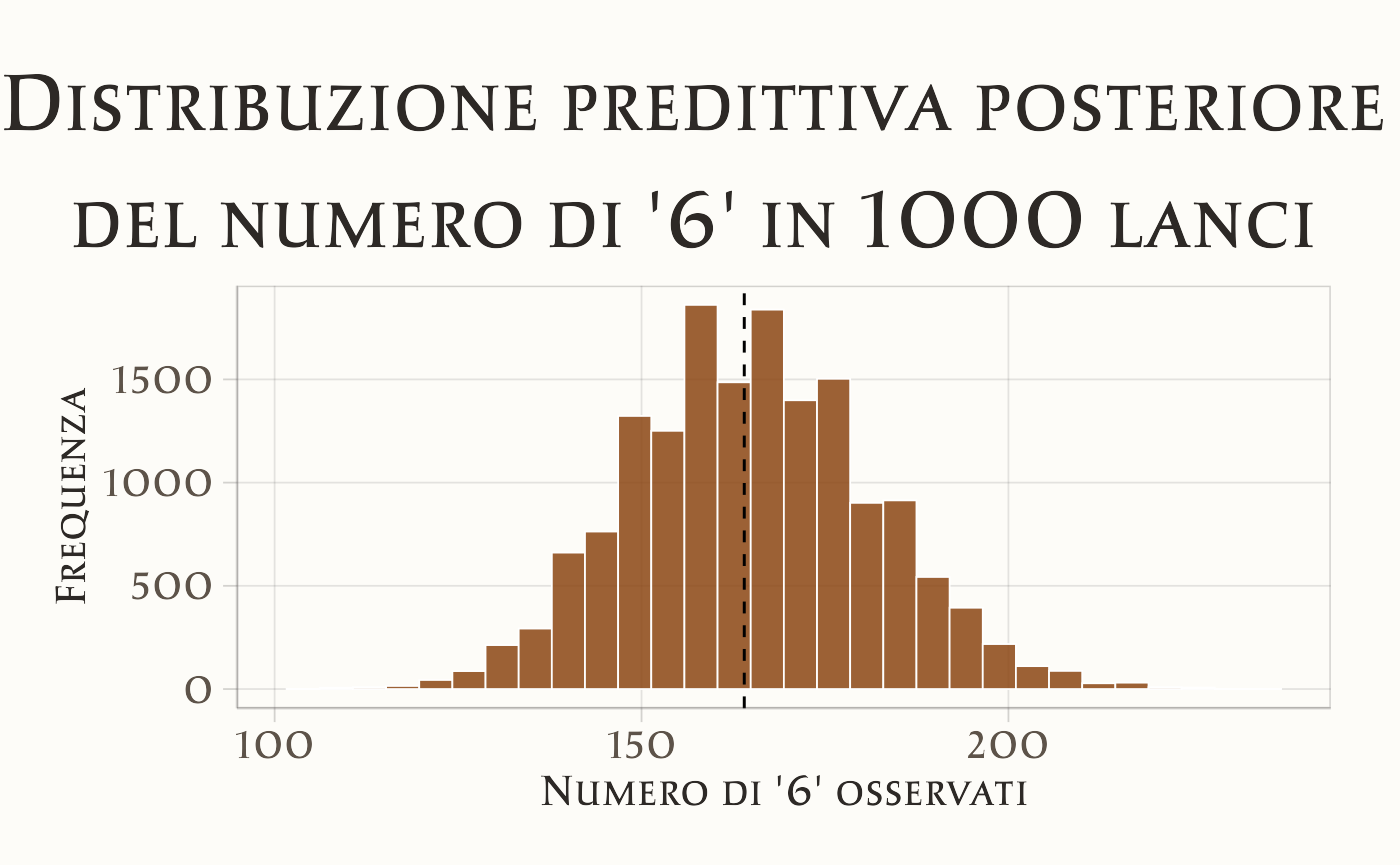 Distribuzione predittiva posteriore
del numero di '6' in 1000 lanci
Frequenza
1500
1000
500
0
100 150 200
Numero di '6' osservati